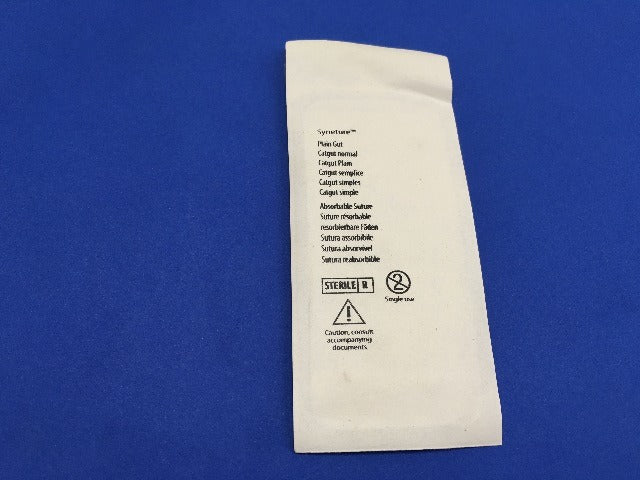 Syneture™
Plain Gut
Catgut normal
Catgut Plain
Catgut semplice
Catgut simples
Catgut simple
Absorbable Suture
Suture résorbable
resorbierbare Fäden
Sutura assorbibile
Sutura absorvível
Sutura reabsorbible
STERILE R
2
Single use
Caution, consult
accompanying
documents